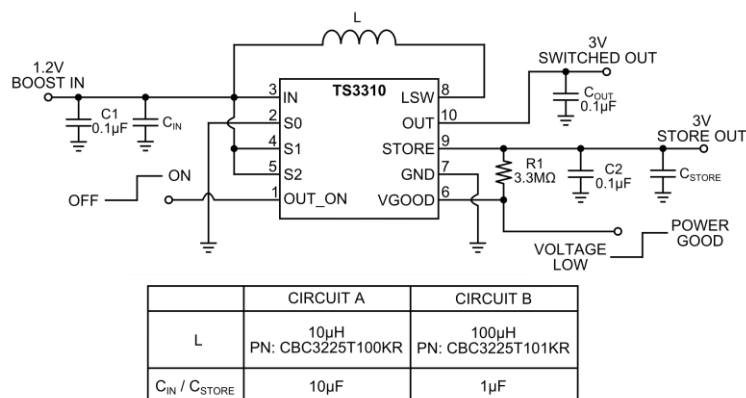 L
1.2V
BOOST IN
C1
0.1µF
CIN
3 IN
2 S0
4 S1
5 S2
1 OUT_ON
TS3310
LSW 8
OUT 10
STORE 9
GND 7
VGOOD 6
3V
SWITCHED OUT
COUT
0.1µF
3V
STORE OUT
R1
3.3MΩ
C2
0.1µF
CSTORE
OFF
ON
VOLTAGE
LOW
POWER
GOOD
CIRCUIT A CIRCUIT B
L
10µH
PN: CBC3225T100KR
100µH
PN: CBC3225T101KR
CIN / CSTORE 10µF 1µF